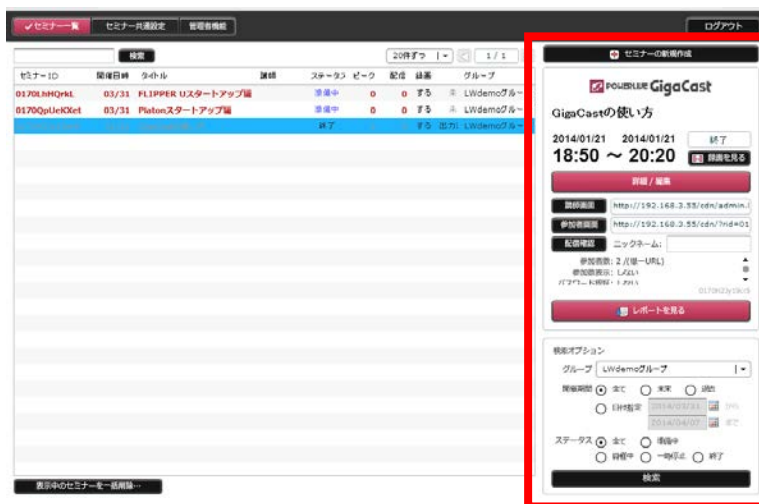 ✓セミナー一覧 セミナー共通設定 管理者機能 ログアウト
検索 20件ずつ 1 / 1
セミナーID 開催日時 タイトル 講師 ステータス ピーク 配信 録画 グループ
0170LhHQrkL 03/31 FLIPPER Uスタートアップ編 準備中 0 0 する LWdemoグルー
0170QpUeKXet 03/31 Platonスタートアップ編 準備中 0 0 する LWdemoグルー
終了 0 する LWdemoグルー
表示中のセミナーを一括削除…
セミナーの新規作成
POWERLIVE GigaCast
GigaCastの使い方
2014/01/21 2014/01/21 終了
18:50 ～ 20:20 録画を見る
詳細 / 編集
講師画面 http://192.168.3.55/cdn/admin.
参加者画面 http://192.168.3.55/cdn/?rid=01
配信確認 ニックネーム:
参加者数: 2 /(単一URL)
参加者数表示: しない
レポートを見る
検索オプション
グループ LWdemoグループ
開催期間 全て 未来 過去
日付指定 2014/03/31 から
2014/04/07 まで
ステータス 全て 準備中
開催中 一時停止 終了
検索